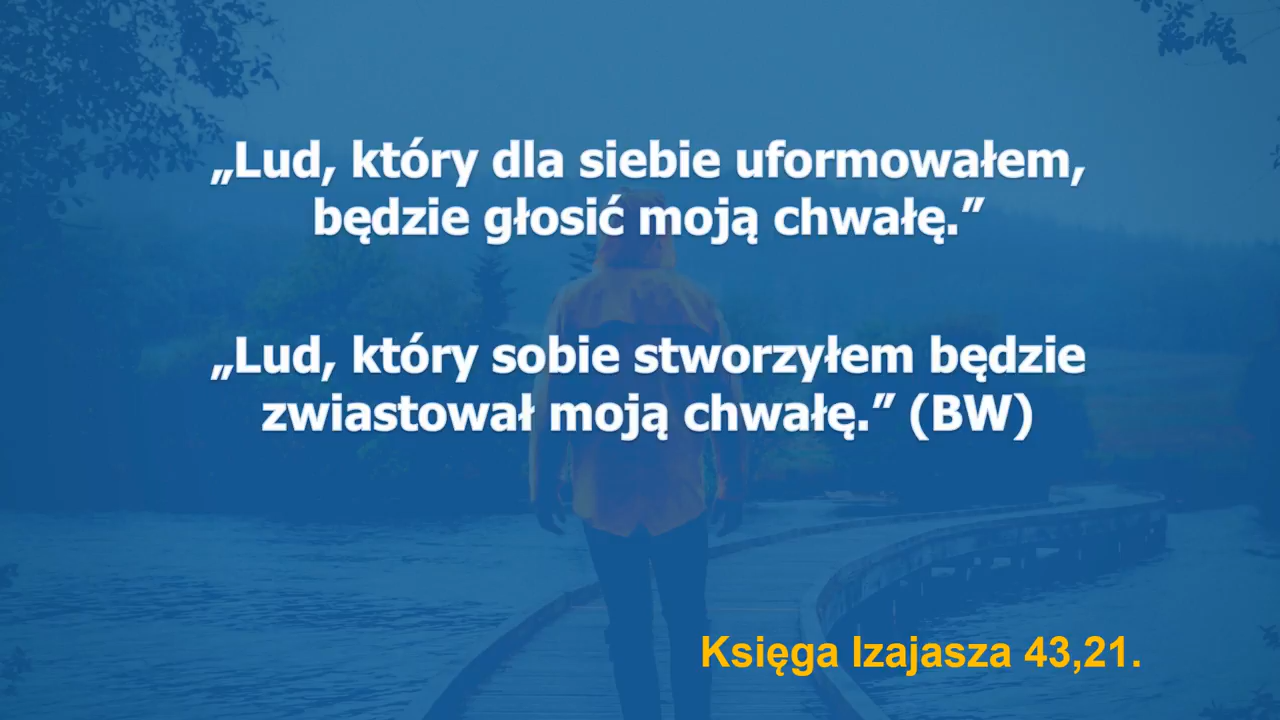 „Lud, który dla siebie uformowałem,
będzie głosić moją chwałę.”
„Lud, który sobie stworzyłem będzie
zwiastował moją chwałę.” (BW)
Księga Izajasza 43,21.